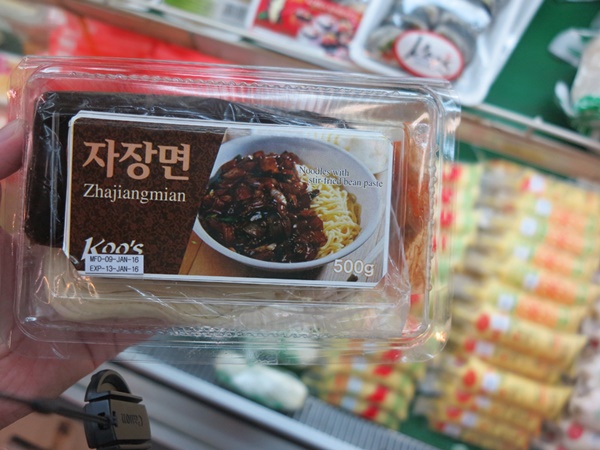 자장면
Zhajiangmian
Noodles with
stir fried bean paste
Koo's
MFD-09-JAN-16
EXP-13-JAN-16
500g